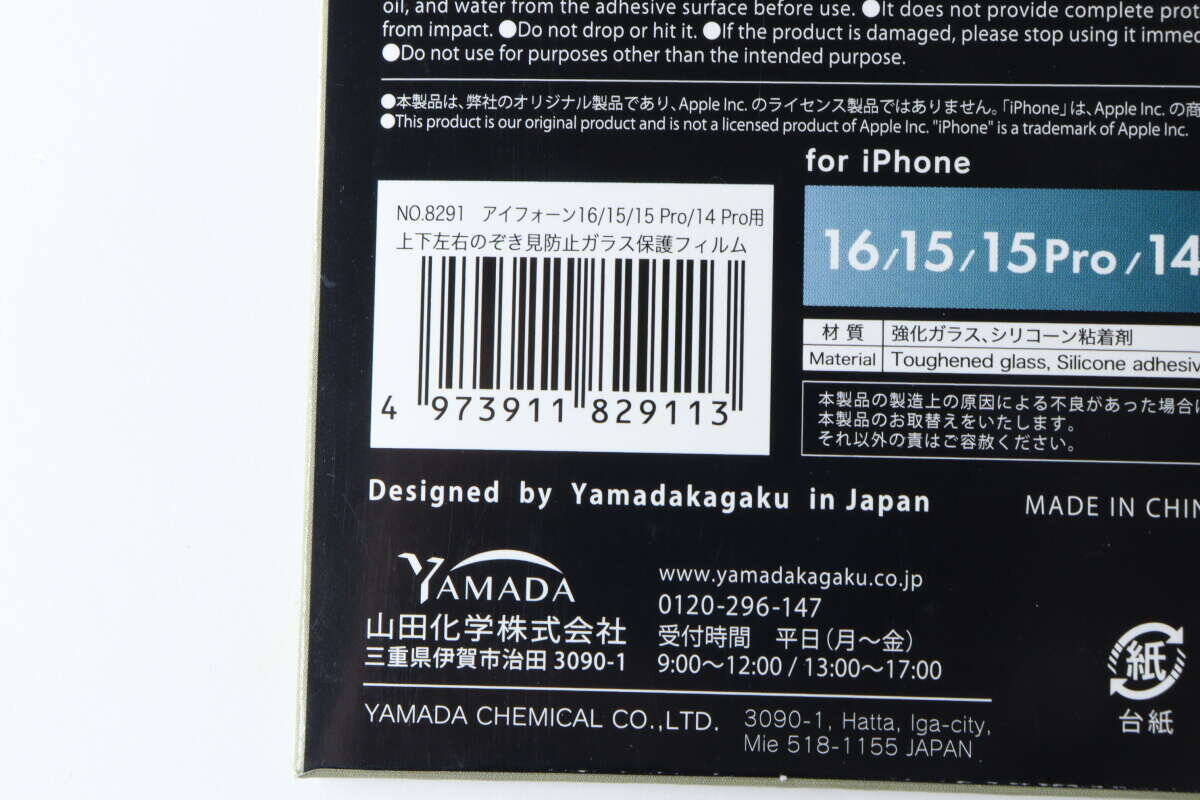 oil, and water from the adhesive surface before use. ●It does not provide complete
from impact. ●Do not drop or hit it. ●If the product is damaged, please stop using it
●Do not use for purposes other than the intended purpose.
●本製品は、弊社のオリジナル製品であり、Apple Inc. のライセンス製品ではありません。「iPhone」は、Apple Inc. の商
●This product is our original product and is not a licensed product of Apple Inc. "iPhone" is a trademark of Apple Inc.
for iPhone
16/15/15Pro/14
NO.8291 アイフォーン16/15/15 Pro/14 Pro用
上下左右のぞき見防止ガラス保護フィルム
4 973911 829113
材質 強化ガラス、シリコーン粘着剤
Material Toughened glass, Silicone adhesiv
本製品の製造上の原因による不良があった場合は
本製品のお取替えをいたします。
それ以外の責はご容赦ください。
Designed by Yamadakagaku in Japan
MADE IN CHIN
YAMADA
山田化学株式会社
三重県伊賀市治田 3090-1
www.yamadakagaku.co.jp
0120-296-147
受付時間 平日(月～金)
9:00～12:00 / 13:00～17:00
紙
台紙
YAMADA CHEMICAL CO.,LTD.
3090-1, Hatta, Iga-city,
Mie 518-1155 JAPAN